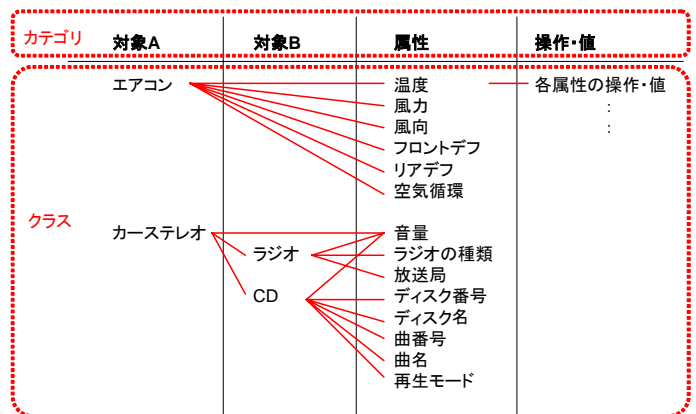 カテゴリ 対象A 対象B 属性 操作・値
エアコン 温度 各属性の操作・値
風力 :
風向 :
フロントデフ
リアデフ
空気循環
クラス カーステレオ 音量
ラジオ ラジオの種類
放送局
CD ディスク番号
ディスク名
曲番号
曲名
再生モード